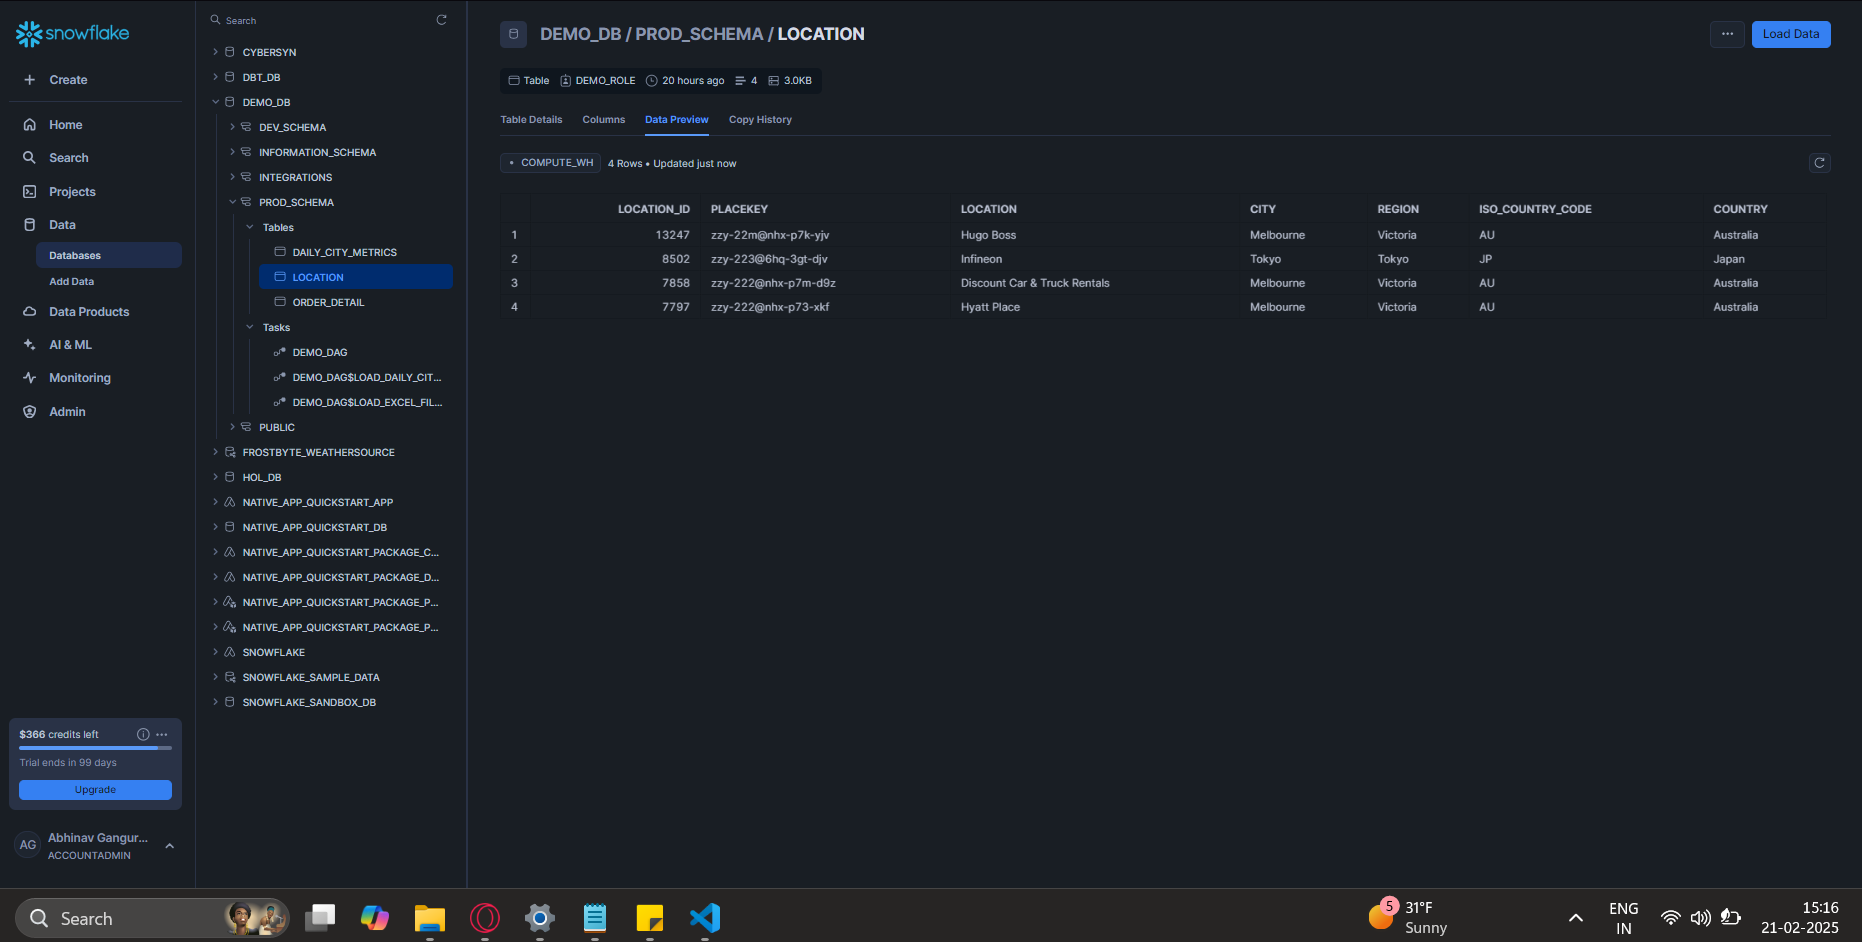 snowflake
Create
Home
Search
Projects
Data
Databases
Add Data
Data Products
AI & ML
Monitoring
Admin
$366 credits left
Trial ends in 99 days
Upgrade
AG
Abhinav Gangur...
ACCOUNTADMIN
Search
CYBERSYN
DBT_DB
DEMO_DB
DEV_SCHEMA
INFORMATION_SCHEMA
INTEGRATIONS
PROD_SCHEMA
Tables
DAILY_CITY_METRICS
LOCATION
ORDER_DETAIL
Tasks
DEMO_DAG
DEMO_DAG$LOAD_DAILY_CIT...
DEMO_DAG$LOAD_EXCEL_FIL...
PUBLIC
FROSTBYTE_WEATHERSOURCE
HOL_DB
NATIVE_APP_QUICKSTART_APP
NATIVE_APP_QUICKSTART_DB
NATIVE_APP_QUICKSTART_PACKAGE_C...
NATIVE_APP_QUICKSTART_PACKAGE_D...
NATIVE_APP_QUICKSTART_PACKAGE_P...
NATIVE_APP_QUICKSTART_PACKAGE_P...
SNOWFLAKE
SNOWFLAKE_SAMPLE_DATA
SNOWFLAKE_SANDBOX_DB
DEMO_DB / PROD_SCHEMA / LOCATION
... Load Data
Table DEMO_ROLE 20 hours ago 4 3.0KB
Table Details Columns Data Preview Copy History
• COMPUTE_WH 4 Rows • Updated just now
LOCATION_ID PLACEKEY LOCATION CITY REGION ISO_COUNTRY_CODE COUNTRY
1 13247 zzy-22m@nhx-p7k-yjv Hugo Boss Melbourne Victoria AU Australia
2 8502 zzy-223@6hq-3gt-djv Infineon Tokyo Tokyo JP Japan
3 7858 zzy-222@nhx-p7m-d9z Discount Car & Truck Rentals Melbourne Victoria AU Australia
4 7797 zzy-222@nhx-p73-xkf Hyatt Place Melbourne Victoria AU Australia
Search
5
31°F
Sunny
ENG
IN
15:16
21-02-2025